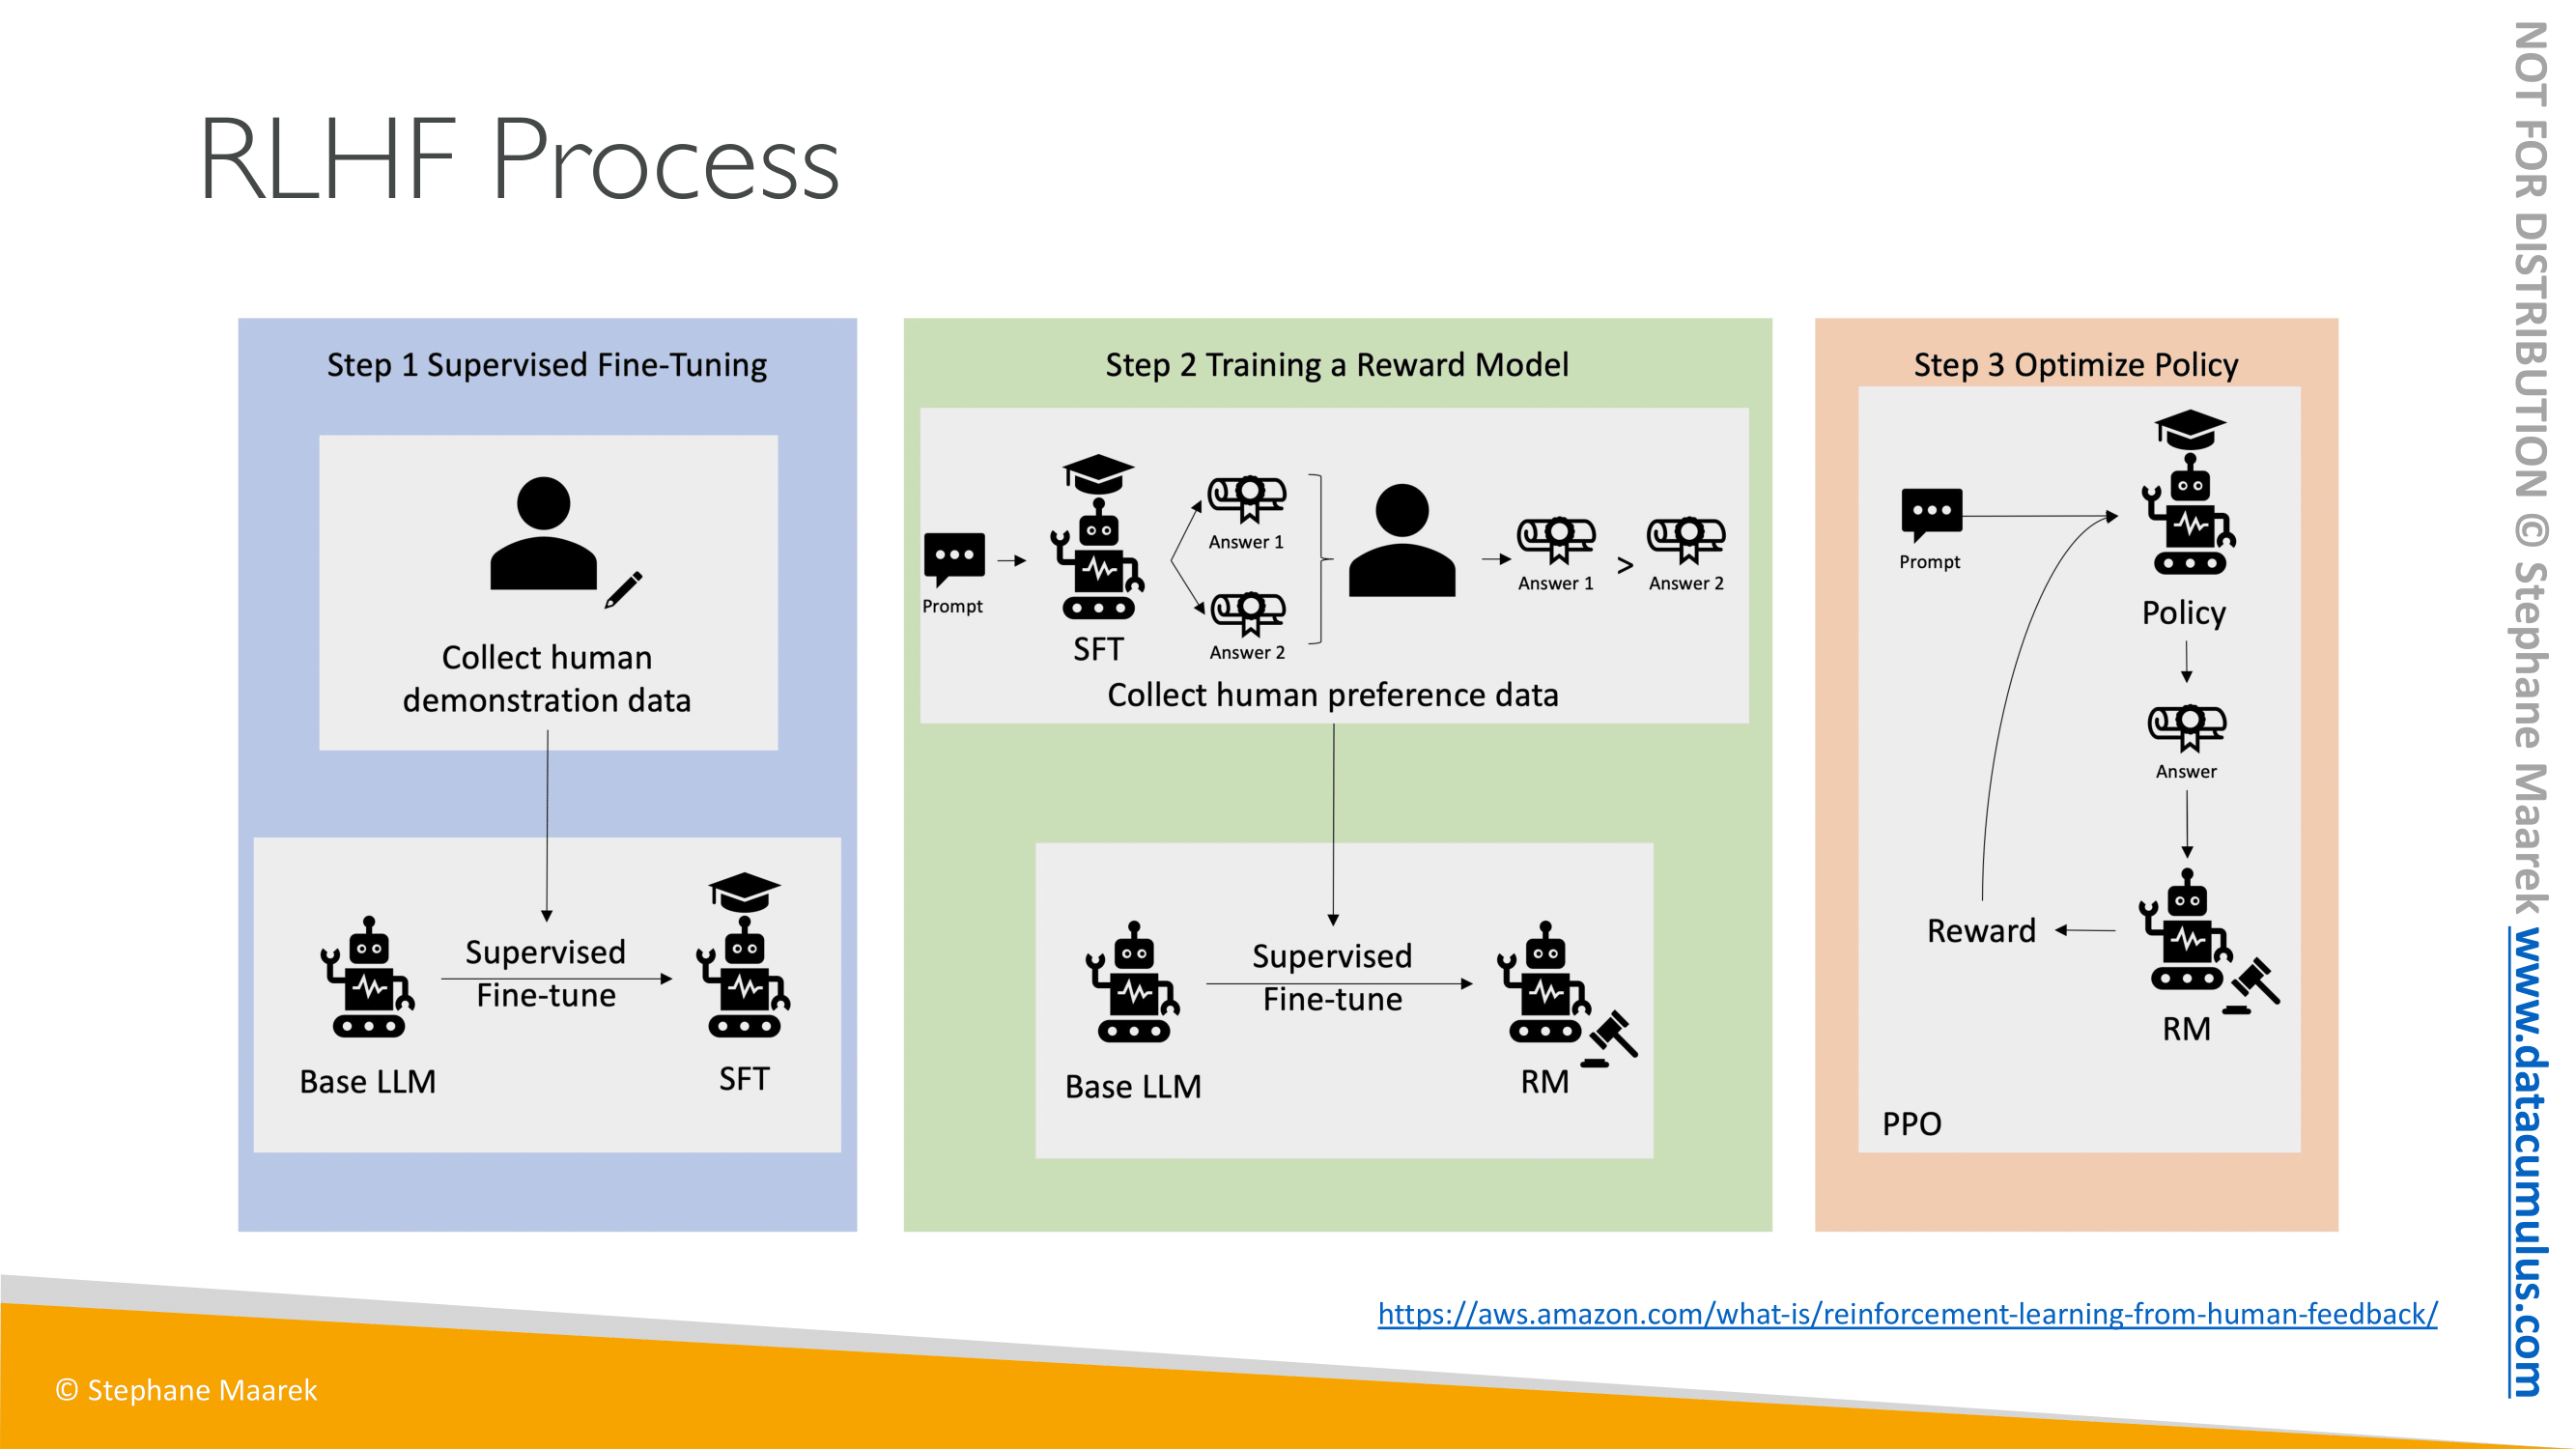 RLHF Process
Step 1 Supervised Fine-Tuning
Collect human
demonstration data
Supervised
Fine-tune
Base LLM
SFT
Step 2 Training a Reward Model
Prompt
SFT
Answer 1
Answer 2
Answer 1
>
Answer 2
Collect human preference data
Supervised
Fine-tune
Base LLM
RM
Step 3 Optimize Policy
Prompt
Policy
Answer
Reward
RM
PPO
https://aws.amazon.com/what-is/reinforcement-learning-from-human-feedback/
© Stephane Maarek
NOT FOR DISTRIBUTION © Stephane Maarek www.datacumulus.com